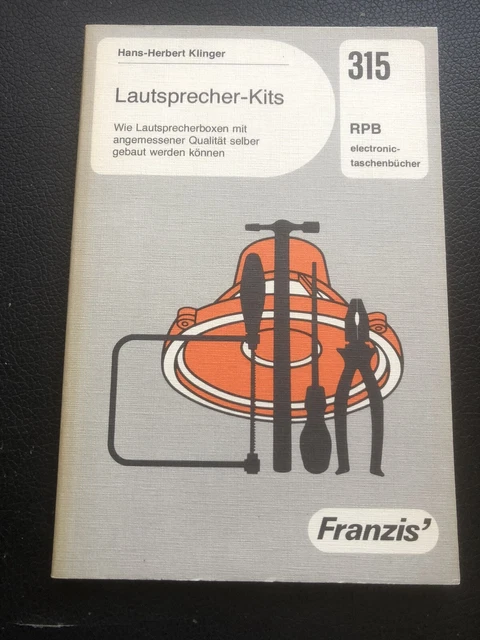 Hans-Herbert Klinger
Lautsprecher-Kits
Wie Lautsprecherboxen mit
angemessener Qualität selber
gebaut werden können
315
RPB
electronic-
taschenbücher
Franzis’